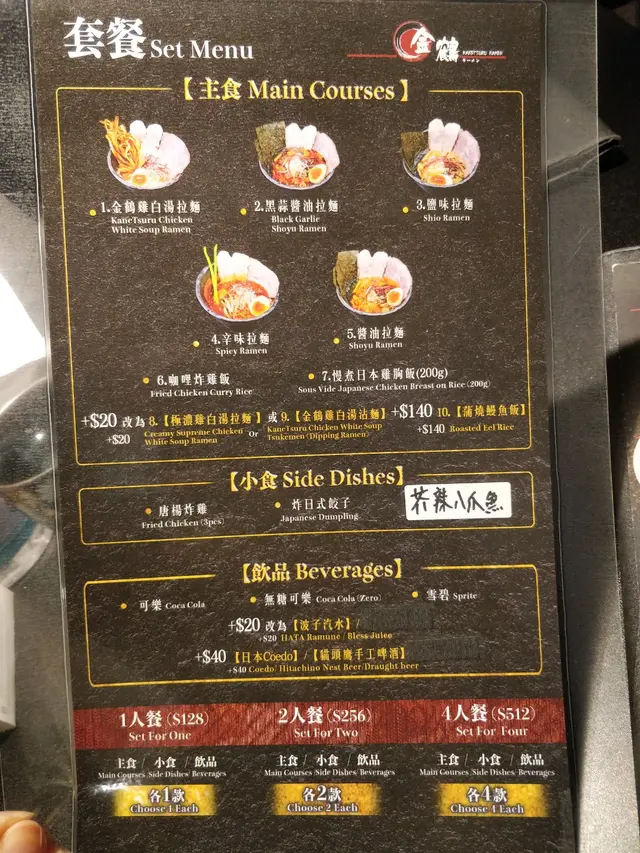 套餐 Set Menu
金鶴 KANETSURU RAMEN
ラーメン
【主食 Main Courses】
1.金鶴雞白湯拉麵
KaneTsuru Chicken
White Soup Ramen
2.黑蒜醬油拉麵
Black Garlic
Shoyu Ramen
3.鹽味拉麵
Shio Ramen
4.辛味拉麵
Spicy Ramen
5.醬油拉麵
Shoyu Ramen
6.咖哩炸雞飯
Fried Chicken Curry Rice
7.慢煮日本雞胸飯(200g)
Sous Vide Japanese Chicken Breast on Rice (200g)
+$20 改為 8.【極濃雞白湯拉麵】 或 9.【金鶴雞白湯沾麵】 +$140 10.【蒲燒鰻魚飯】
+$20 Creamy Supreme Chicken White Soup Ramen Or KaneTsuru Chicken White Soup Tsukemen (Dipping Ramen) +$140 Roasted Eel Rice
【小食 Side Dishes】
唐楊炸雞
Fried Chicken (3pcs)
炸日式餃子
Japanese Dumpling
芥辣八爪魚
【飲品 Beverages】
可樂 Coca Cola
無糖可樂 Coca Cola (Zero)
雪碧 Sprite
+$20 改為【波子汽水】/
+$20 HATA Ramune / Bless Juice
+$40【日本Coedo】/【貓頭鷹手工啤酒】
+$40 Coedo/ Hitachino Nest Beer/Draught beer
1人餐 ($128)
Set For One
2人餐 ($256)
Set For Two
4人餐 ($512)
Set For Four
主食 / 小食 / 飲品
Main Courses/Side Dishes/ Beverages
各1款
Choose 1 Each
主食 / 小食 / 飲品
Main Courses/Side Dishes/ Beverages
各2款
Choose 2 Each
主食 / 小食 / 飲品
Main Courses/Side Dishes/ Beverages
各4款
Choose 4 Each